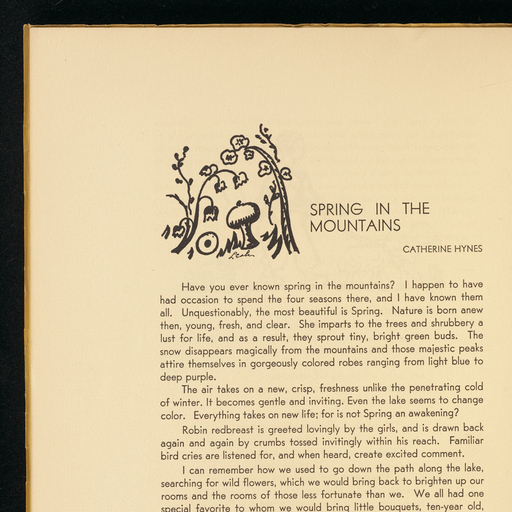 SPRING IN THE
MOUNTAINS
CATHERINE HYNES
Have you ever known spring in the mountains? I happen to have
had occasion to spend the four seasons there, and I have known them
all. Unquestionably, the most beautiful is Spring. Nature is born anew
then, young, fresh, and clear. She imparts to the trees and shrubbery a
lust for life, and as a result, they sprout tiny, bright green buds. The
snow disappears magically from the mountains and those majestic peaks
attire themselves in gorgeously colored robes ranging from light blue to
deep purple.
The air takes on a new, crisp, freshness unlike the penetrating cold
of winter. It becomes gentle and inviting. Even the lake seems to change
color. Everything takes on new life; for is not Spring an awakening?
Robin redbreast is greeted lovingly by the girls, and is drawn back
again and again by crumbs tossed invitingly within his reach. Familiar
bird cries are listened for, and when heard, create excited comment.
I can remember how we used to go down the path along the lake,
searching for wild flowers, which we would bring back to brighten up our
rooms and the rooms of those less fortunate than we. We all had one
special favorite to whom we would bring little bouquets, ten-year old,